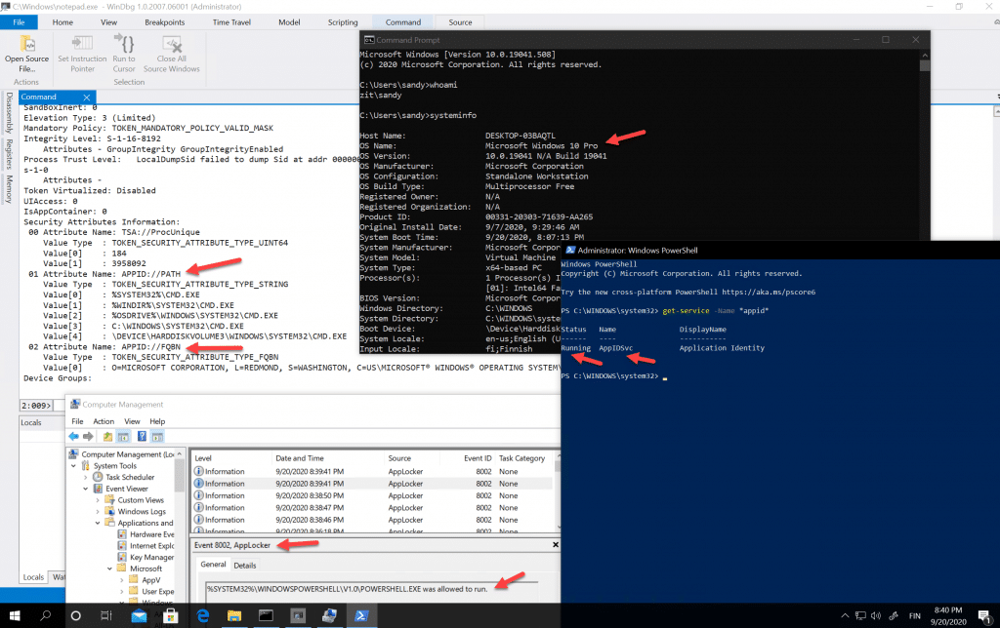 C:\Windows\notepad.exe - WinDbg 1.0.2007.06001 (Administrator)
File Home View Breakpoints Time Travel Model Scripting Command Source
Open Source File...
Set Instruction Pointer
Run to Cursor
Close All Source Windows
Actions
Selection
Disassembly
Registers
Memory
Command
SandBoxInert: 0
Elevation Type: 3 (Limited)
Mandatory Policy: TOKEN_MANDATORY_POLICY_VALID_MASK
Integrity Level: S-1-16-8192
Attributes - GroupIntegrity GroupIntegrityEnabled
Process Trust Level: LocalDumpSid failed to dump Sid at addr 000000
s-1-0
Attributes -
Token Virtualized: Disabled
UIAccess: 0
IsAppContainer: 0
Security Attributes Information:
00 Attribute Name: TSA://ProcUnique
Value Type : TOKEN_SECURITY_ATTRIBUTE_TYPE_UINT64
Value[0] : 184
Value[1] : 3958092
01 Attribute Name: APPID://PATH
Value Type : TOKEN_SECURITY_ATTRIBUTE_TYPE_STRING
Value[0] : %SYSTEM32%\CMD.EXE
Value[1] : %WINDIR%\SYSTEM32\CMD.EXE
Value[2] : %OSDRIVE%\WINDOWS\SYSTEM32\CMD.EXE
Value[3] : C:\WINDOWS\SYSTEM32\CMD.EXE
Value[4] : \DEVICE\HARDDISKVOLUME3\WINDOWS\SYSTEM32\CMD.EXE
02 Attribute Name: APPID://FQBN
Value Type : TOKEN_SECURITY_ATTRIBUTE_TYPE_FQBN
Value[0] : O=MICROSOFT CORPORATION, L=REDMOND, S=WASHINGTON, C=US\MICROSOFT® WINDOWS® OPERATING SYSTEM\
Device Groups:
2:009>
Locals
Locals
Command Prompt
Microsoft Windows [Version 10.0.19041.508]
(c) 2020 Microsoft Corporation. All rights reserved.
C:\Users\sandy>whoami
zit\sandy
C:\Users\sandy>systeminfo
Host Name: DESKTOP-03BAQTL
OS Name: Microsoft Windows 10 Pro
OS Version: 10.0.19041 N/A Build 19041
OS Manufacturer: Microsoft Corporation
OS Configuration: Standalone Workstation
OS Build Type: Multiprocessor Free
Registered Owner: N/A
Registered Organization: N/A
Product ID: 00331-20303-71639-AA265
Original Install Date: 9/7/2020, 9:29:46 AM
System Boot Time: 9/20/2020, 8:07:13 PM
System Manufacturer: Microsoft Corpor
System Model: Virtual Machine
System Type: x64-based PC
Processor(s): 1 Processor(s) I
[01]: Intel64 Fa
BIOS Version: Microsoft Corpor
Windows Directory: C:\WINDOWS
System Directory: C:\WINDOWS\syste
Boot Device: \Device\Harddisk
System Locale: en-us;English (U
Input Locale: fi;Finnish
Administrator: Windows PowerShell
Windows PowerShell
Copyright (C) Microsoft Corporation. All rights reserved.
Try the new cross-platform PowerShell https://aka.ms/pscore6
PS C:\WINDOWS\system32> get-service -Name *appid*
Status Name DisplayName
------ ---- -----------
Running AppIDSvc Application Identity
PS C:\WINDOWS\system32>
Computer Management
File Action View Help
Computer Management (Loc
System Tools
Task Scheduler
Event Viewer
Custom Views
Windows Logs
Applications and
Hardware Eve
Internet Explo
Key Manager
Microsoft
AppV
User Expe
Windows
Level Date and Time Source Event ID Task Category
Information 9/20/2020 8:39:41 PM AppLocker 8002 None
Information 9/20/2020 8:39:41 PM AppLocker 8002 None
Information 9/20/2020 8:38:50 PM AppLocker 8002 None
Information 9/20/2020 8:38:47 PM AppLocker 8002 None
Information 9/20/2020 8:38:46 PM AppLocker 8002 None
Information 9/20/2020 8:36:18 PM AppLocker 8002 None
Event 8002, AppLocker
General Details
%SYSTEM32%\WINDOWSPOWERSHELL\V1.0\POWERSHELL.EXE was allowed to run.
FIN
8:40 PM
9/20/2020